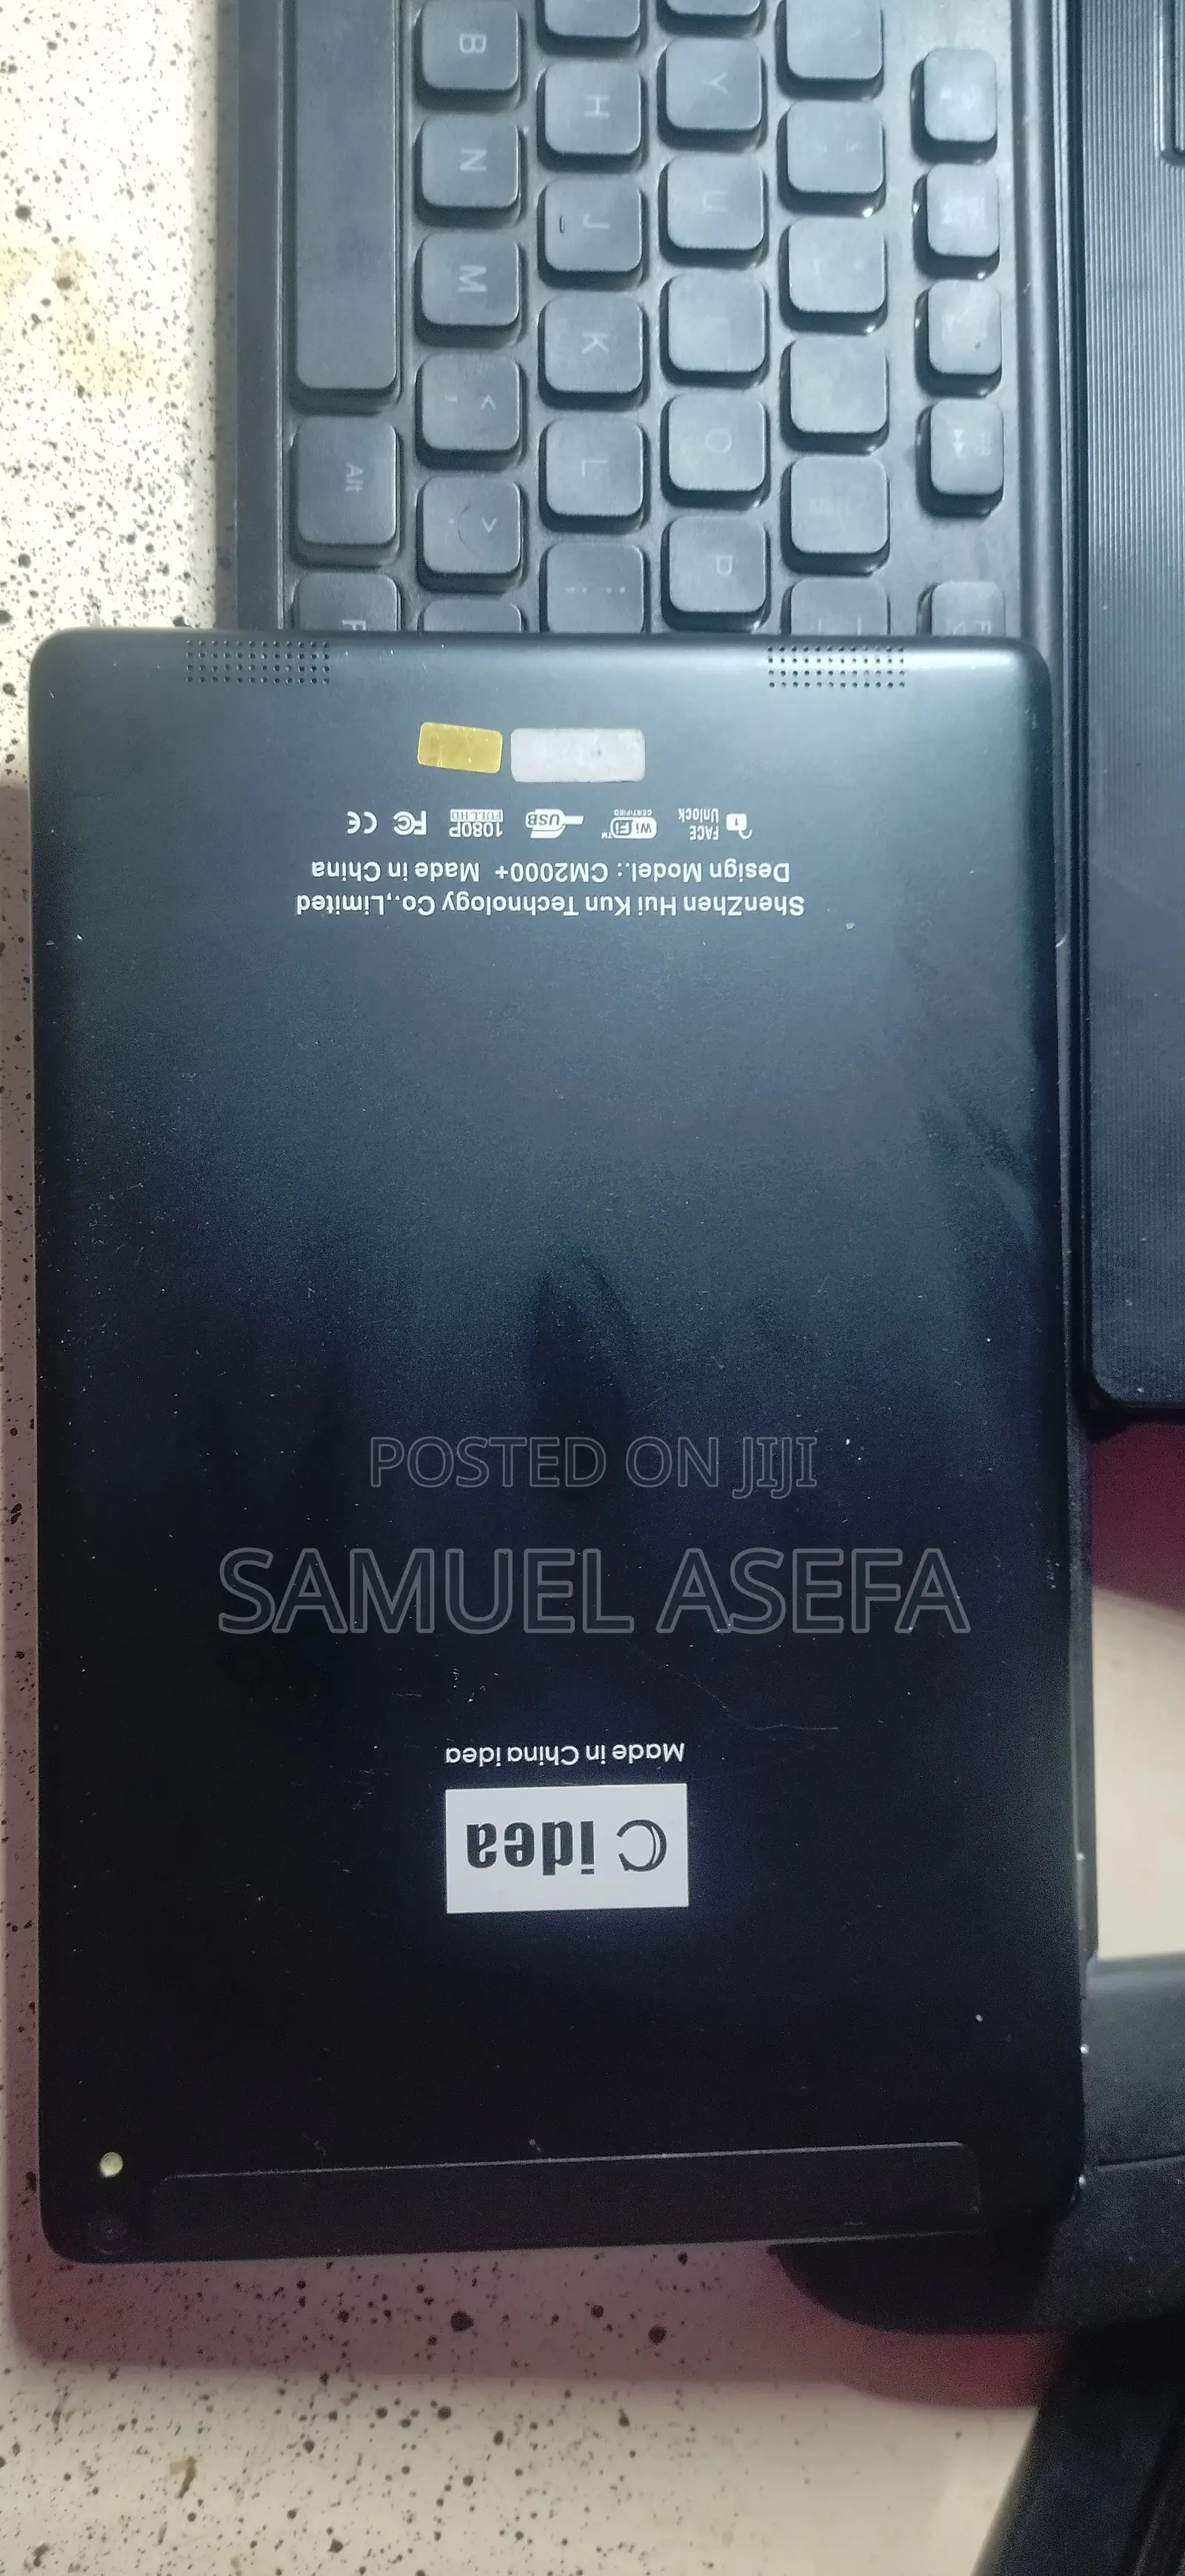 B
H
Y
N
J
U
M
K
< ,
L
O
Alt
> .
: ;
P
C idea
Made in China idea
ShenZhen Hui Kun Technology Co.,Limited
Design Model.: CM2000+ Made in China
FACE Unlock WiFi CERTIFIED™ USB 1080P FULL HD FC CE
POSTED ON JIJI
SAMUEL ASEFA